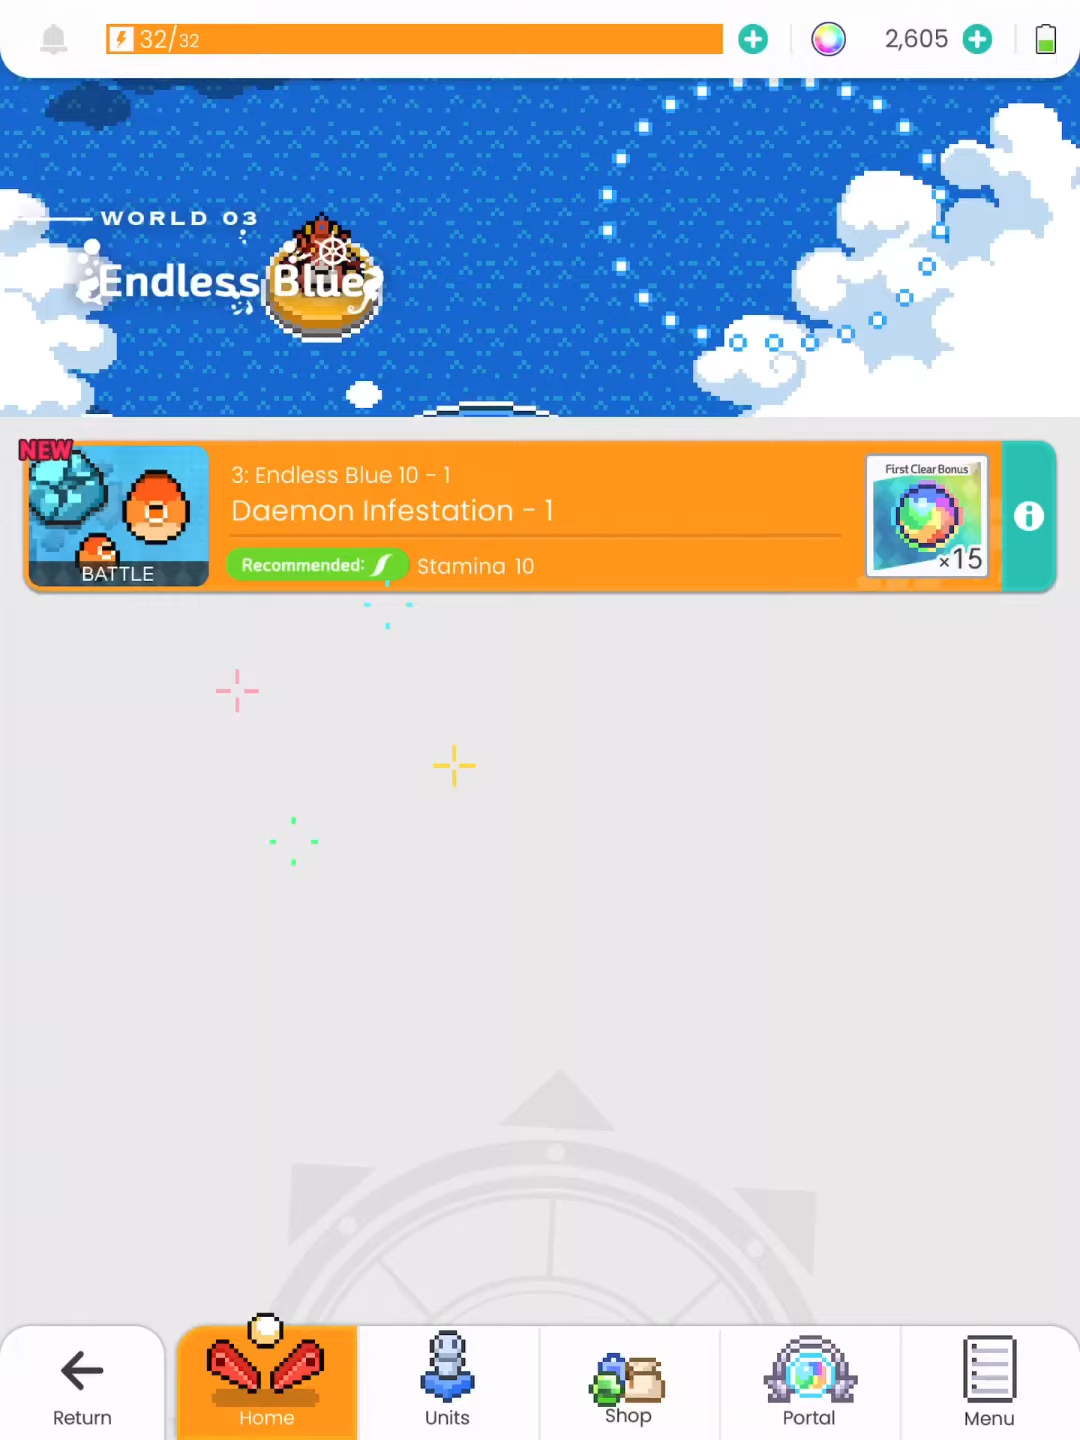 32/32
2,605
WORLD 03
Endless Blue
NEW
3: Endless Blue 10 - 1
Daemon Infestation - 1
First Clear Bonus
×15
BATTLE
Recommended:
Stamina 10
Return
Home
Units
Shop
Portal
Menu